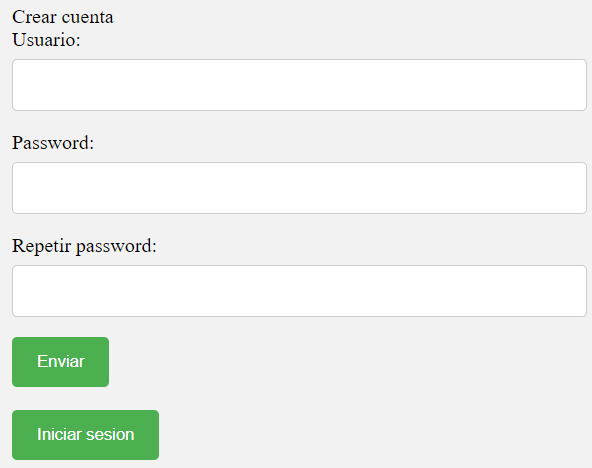 Crear cuenta
Usuario:
Password:
Repetir password:
Enviar
Iniciar sesion